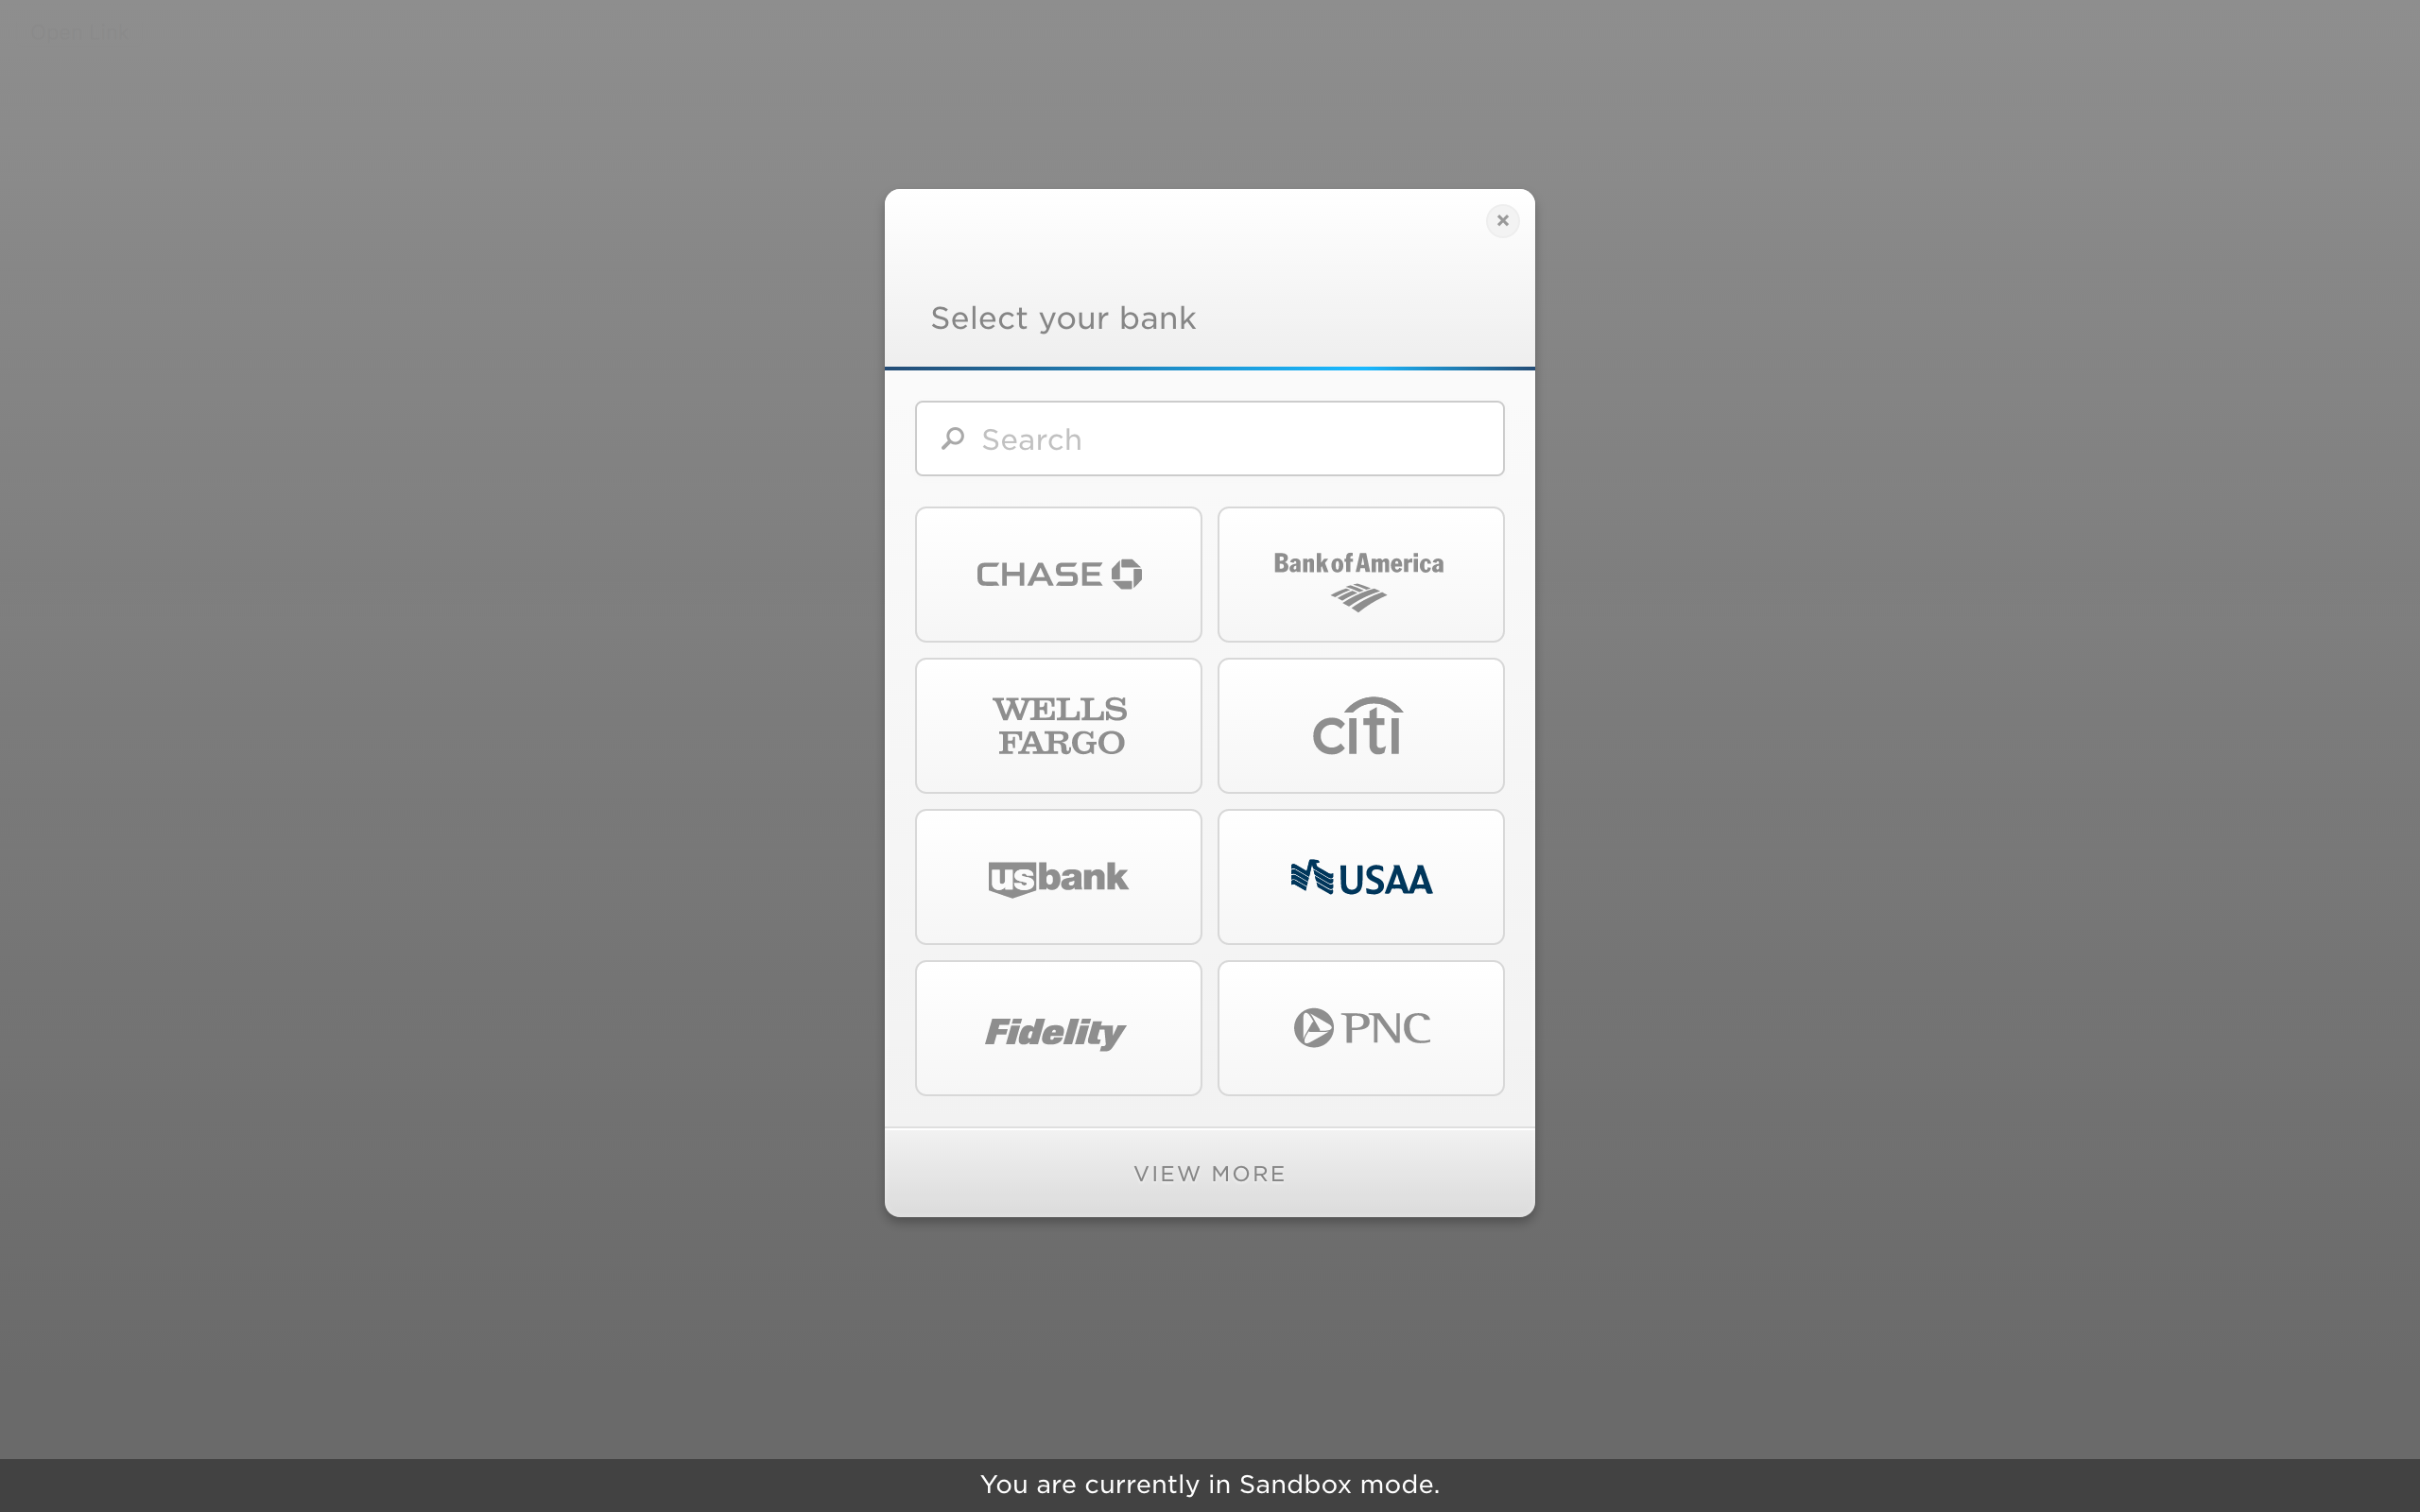 Open Link
Select your bank
Search
CHASE
Bank of America
WELLS
FARGO
citi
usbank
USAA
Fidelity
PNC
VIEW MORE
You are currently in Sandbox mode.